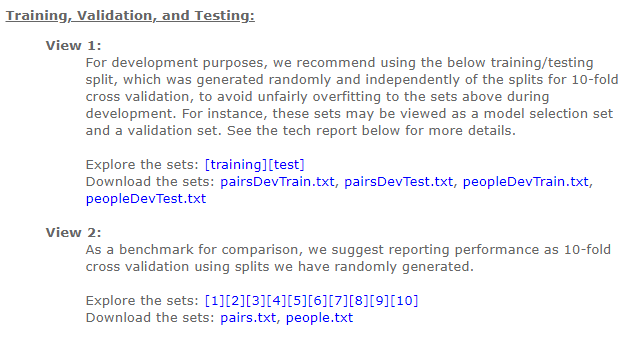 Training, Validation, and Testing:
View 1:
For development purposes, we recommend using the below training/testing
split, which was generated randomly and independently of the splits for 10-fold
cross validation, to avoid unfairly overfitting to the sets above during
development. For instance, these sets may be viewed as a model selection set
and a validation set. See the tech report below for more details.
Explore the sets: [training][test]
Download the sets: pairsDevTrain.txt, pairsDevTest.txt, peopleDevTrain.txt,
peopleDevTest.txt
View 2:
As a benchmark for comparison, we suggest reporting performance as 10-fold
cross validation using splits we have randomly generated.
Explore the sets: [1][2][3][4][5][6][7][8][9][10]
Download the sets: pairs.txt, people.txt